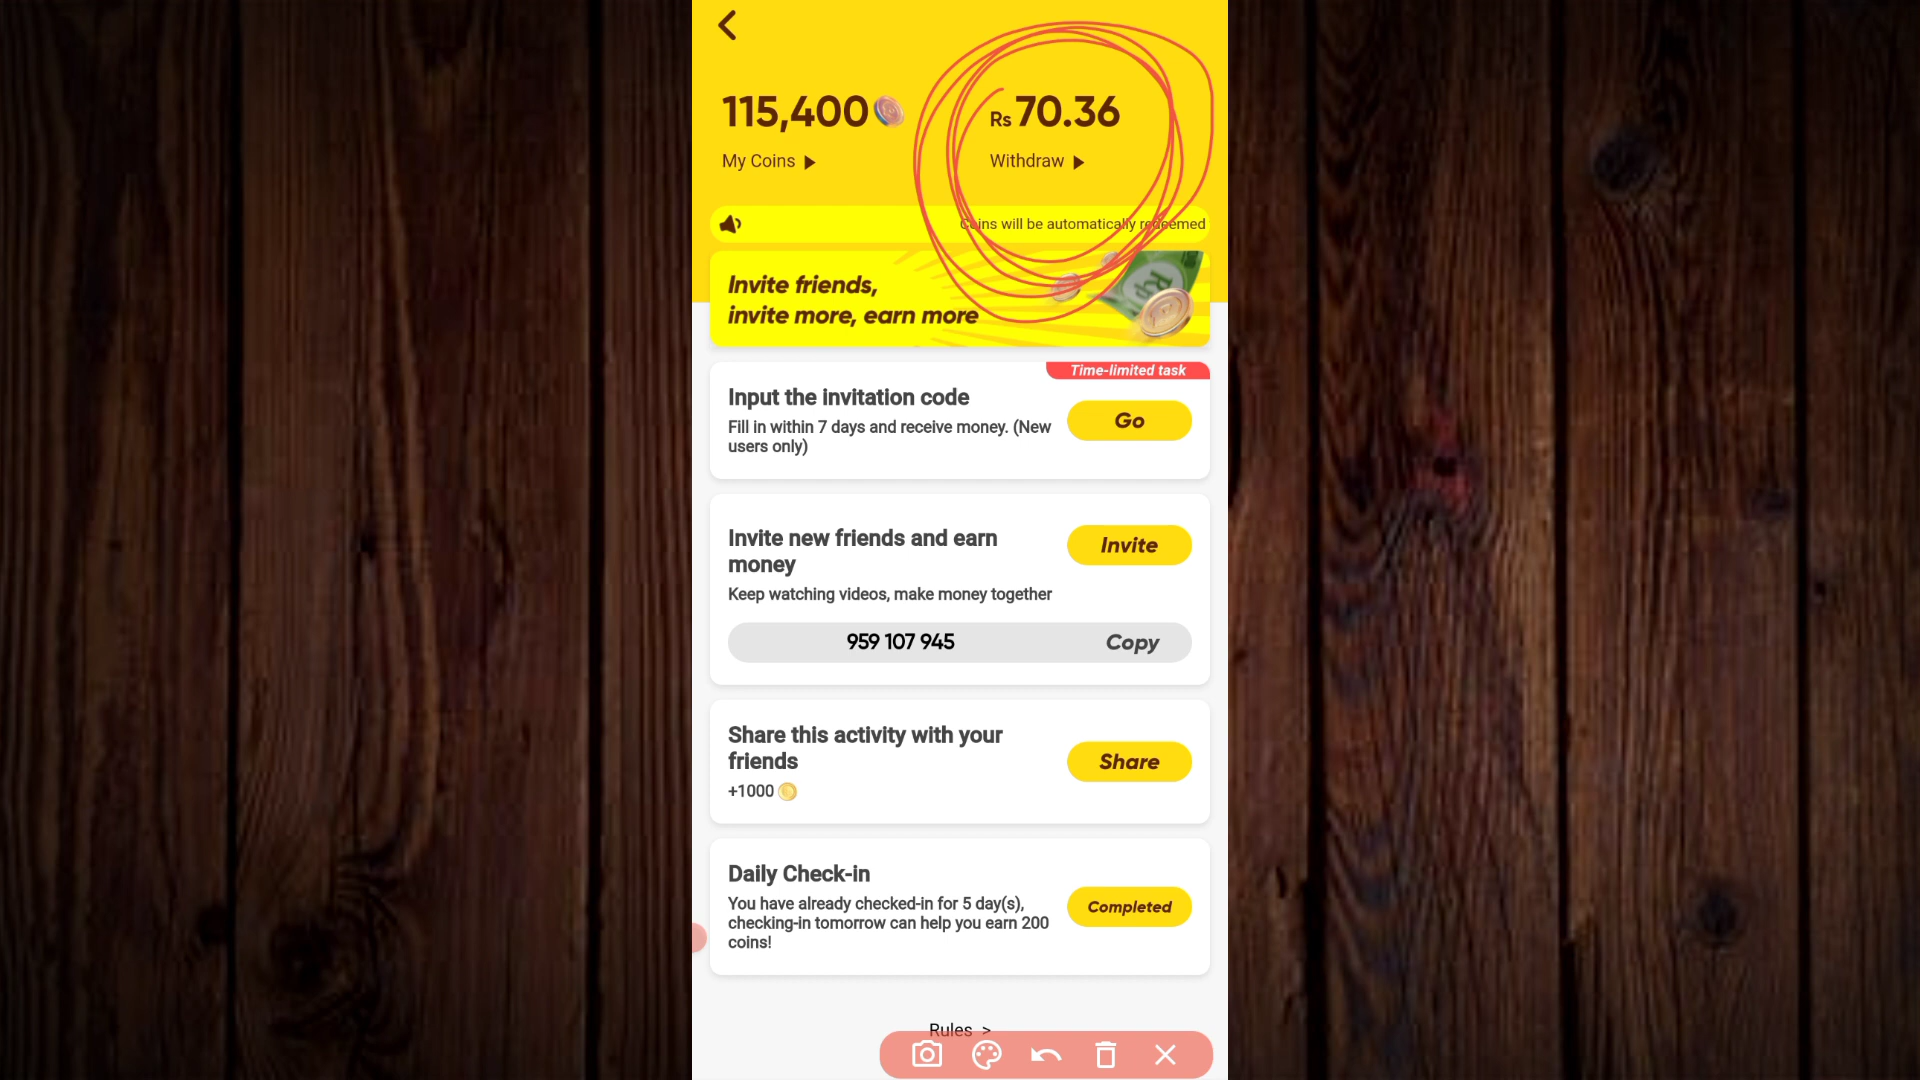 115,400
Rs 70.36
My Coins
Withdraw
Coins will be automatically redeemed
Invite friends,
invite more, earn more
Rp
Time-limited task
Input the invitation code
Fill in within 7 days and receive money. (New
users only)
Go
Invite new friends and earn
money
Invite
Keep watching videos, make money together
959 107 945
Copy
Share this activity with your
friends
Share
+1000
Daily Check-in
You have already checked-in for 5 day(s),
checking-in tomorrow can help you earn 200
coins!
Completed
Rules >